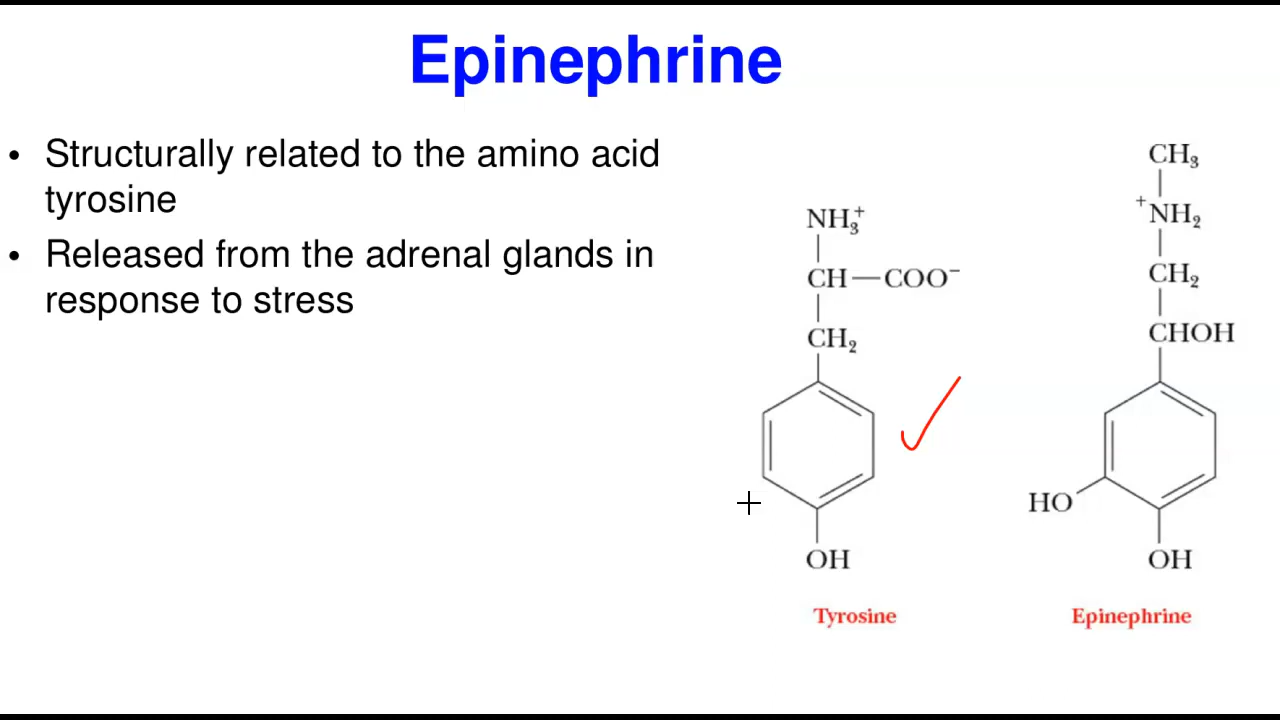 Epinephrine
• Structurally related to the amino acid
tyrosine
• Released from the adrenal glands in
response to stress
NH₃⁺
CH—COO⁻
CH₂
OH
Tyrosine
CH₃
⁺NH₂
CH₂
CHOH
HO
OH
Epinephrine